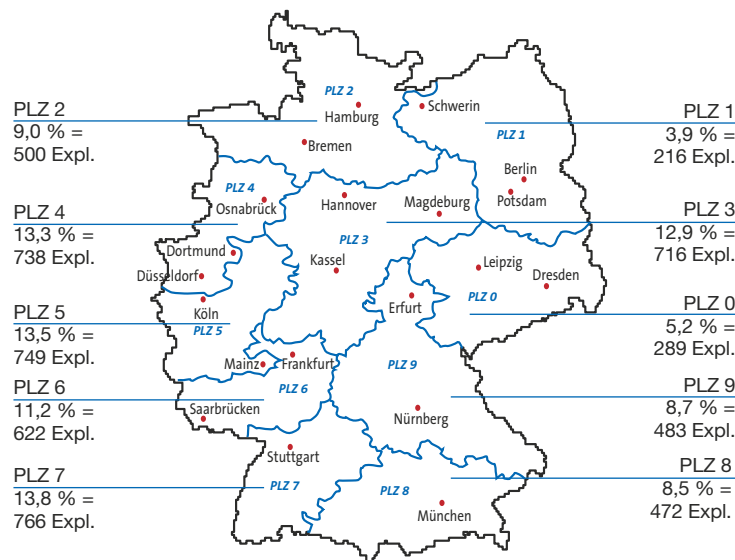 PLZ 2
9,0 % =
500 Expl.
PLZ 4
13,3 % =
738 Expl.
PLZ 5
13,5 % =
749 Expl.
PLZ 6
11,2 % =
622 Expl.
PLZ 7
13,8 % =
766 Expl.
PLZ 2
Hamburg
Schwerin
PLZ 1
Bremen
Berlin
Potsdam
PLZ 4
Osnabrück
Hannover
Magdeburg
PLZ 3
Dortmund
Kassel
Leipzig
Düsseldorf
Dresden
Köln
Erfurt
PLZ 0
PLZ 5
Mainz
Frankfurt
PLZ 9
PLZ 6
Saarbrücken
Nürnberg
Stuttgart
PLZ 7
PLZ 8
München
PLZ 1
3,9 % =
216 Expl.
PLZ 3
12,9 % =
716 Expl.
PLZ 0
5,2 % =
289 Expl.
PLZ 9
8,7 % =
483 Expl.
PLZ 8
8,5 % =
472 Expl.